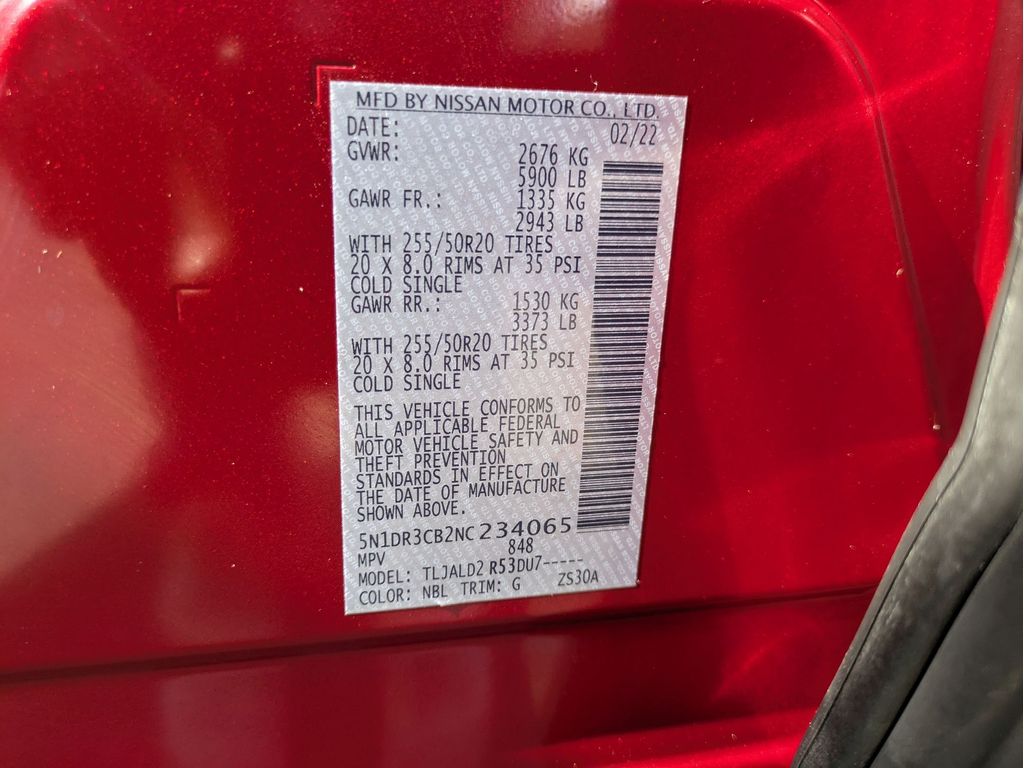 MFD BY NISSAN MOTOR CO., LTD.
DATE: 02/22
GVWR: 2676 KG
5900 LB
GAWR FR.: 1335 KG
2943 LB
WITH 255/50R20 TIRES
20 X 8.0 RIMS AT 35 PSI
COLD SINGLE
GAWR RR.: 1530 KG
3373 LB
WITH 255/50R20 TIRES
20 X 8.0 RIMS AT 35 PSI
COLD SINGLE
THIS VEHICLE CONFORMS TO
ALL APPLICABLE FEDERAL
MOTOR VEHICLE SAFETY AND
THEFT PREVENTION
STANDARDS IN EFFECT ON
THE DATE OF MANUFACTURE
SHOWN ABOVE.
5N1DR3CB2NC234065
MPV 848
MODEL: TLJALD2 R53DU7-----
COLOR: NBL TRIM: G ZS30A